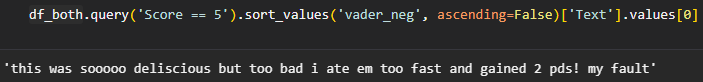 df_both.query('Score == 5').sort_values('vader_neg', ascending=False)['Text'].values[0]
'this was sooooo deliscious but too bad i ate em too fast and gained 2 pds! my fault'